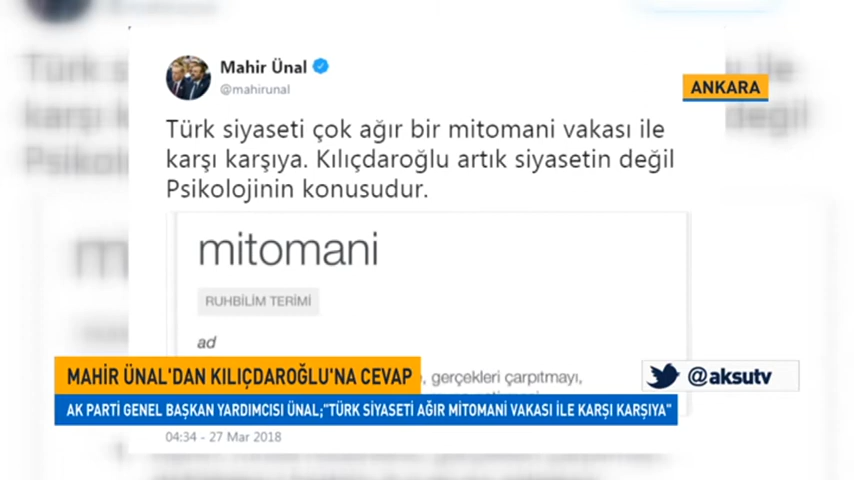 Mahir Ünal
@mahirunal
ANKARA
Türk siyaseti çok ağır bir mitomani vakası ile
karşı karşıya. Kılıçdaroğlu artık siyasetin değil
Psikolojinin konusudur.
mitomani
RUHBİLİM TERİMİ
ad
gerçekleri çarpıtmayı,
MAHİR ÜNAL'DAN KILIÇDAROĞLU'NA CEVAP
@aksutv
AK PARTİ GENEL BAŞKAN YARDIMCISI ÜNAL;"TÜRK SİYASETİ AĞIR MİTOMANİ VAKASI İLE KARŞI KARŞIYA"
04:34 - 27 Mar 2018